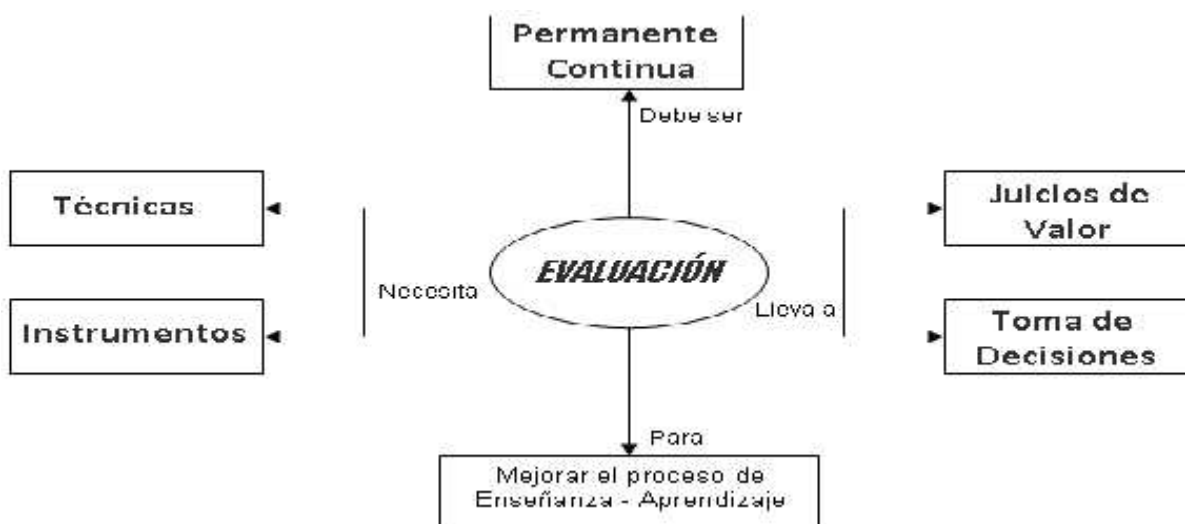 Permanente
Continua
Debe ser
Técnicas
Juicios de
Valor
EVALUACIÓN
Necesita
Lleva a
Instrumentos
Toma de
Decisiones
Para
Mejorar el proceso de
Enseñanza - Aprendizaje